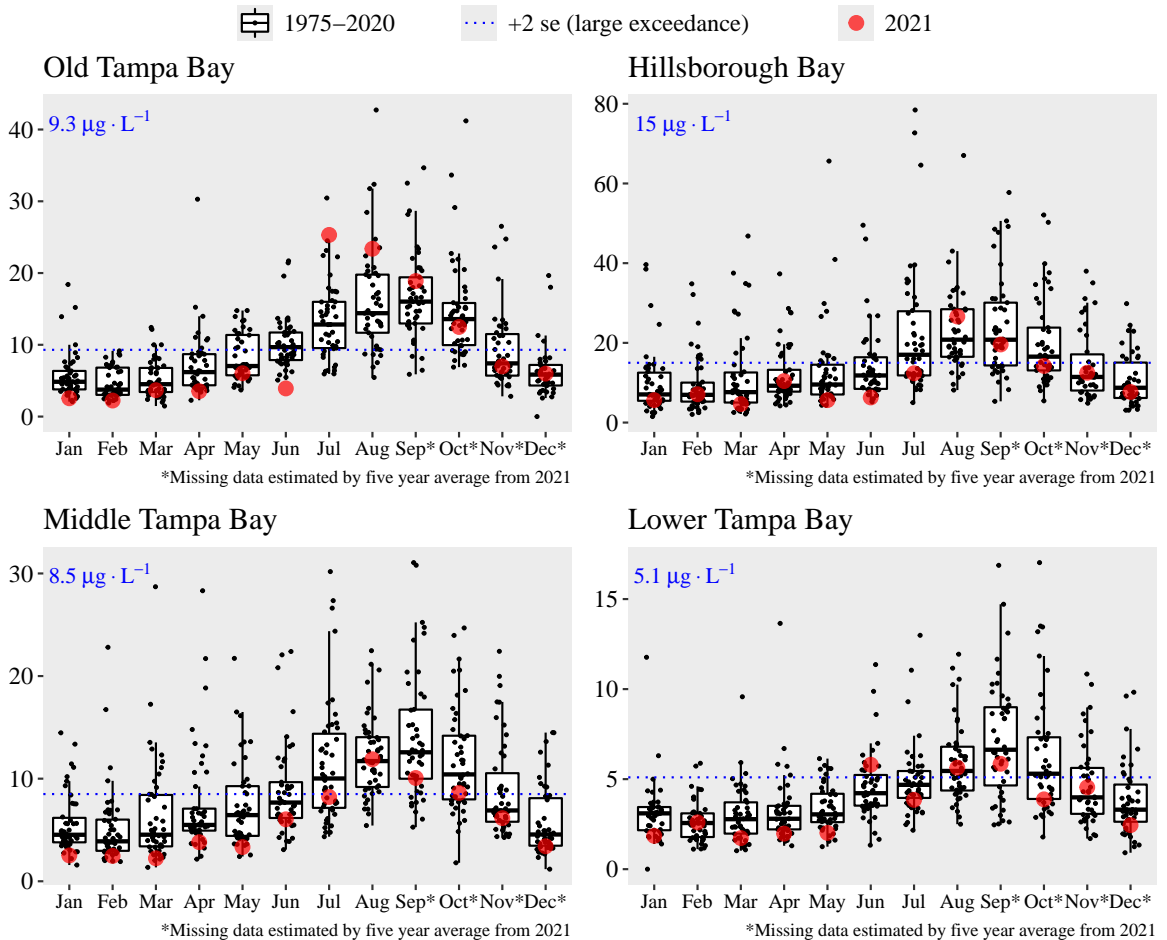 1975–2020 +2 se (large exceedance) 2021
Old Tampa Bay
9.3 µg · L⁻¹
40
30
20
10
0
Jan Feb Mar Apr May Jun Jul Aug Sep* Oct* Nov* Dec*
*Missing data estimated by five year average from 2021
Hillsborough Bay
15 µg · L⁻¹
80
60
40
20
0
Jan Feb Mar Apr May Jun Jul Aug Sep* Oct* Nov* Dec*
*Missing data estimated by five year average from 2021
Middle Tampa Bay
8.5 µg · L⁻¹
30
20
10
0
Jan Feb Mar Apr May Jun Jul Aug Sep* Oct* Nov* Dec*
*Missing data estimated by five year average from 2021
Lower Tampa Bay
5.1 µg · L⁻¹
15
10
5
0
Jan Feb Mar Apr May Jun Jul Aug Sep* Oct* Nov* Dec*
*Missing data estimated by five year average from 2021